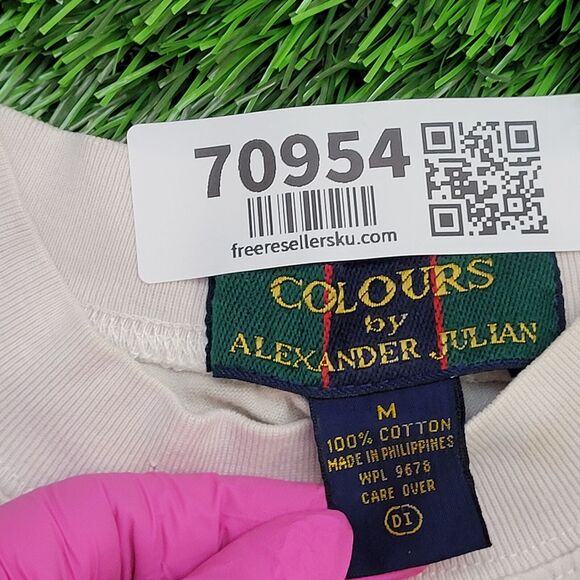 70954
freeresellersku.com
COLOURS
by
ALEXANDER JULIAN
M
100% COTTON
MADE IN PHILIPPINES
WPL 9678
CARE OVER
DI